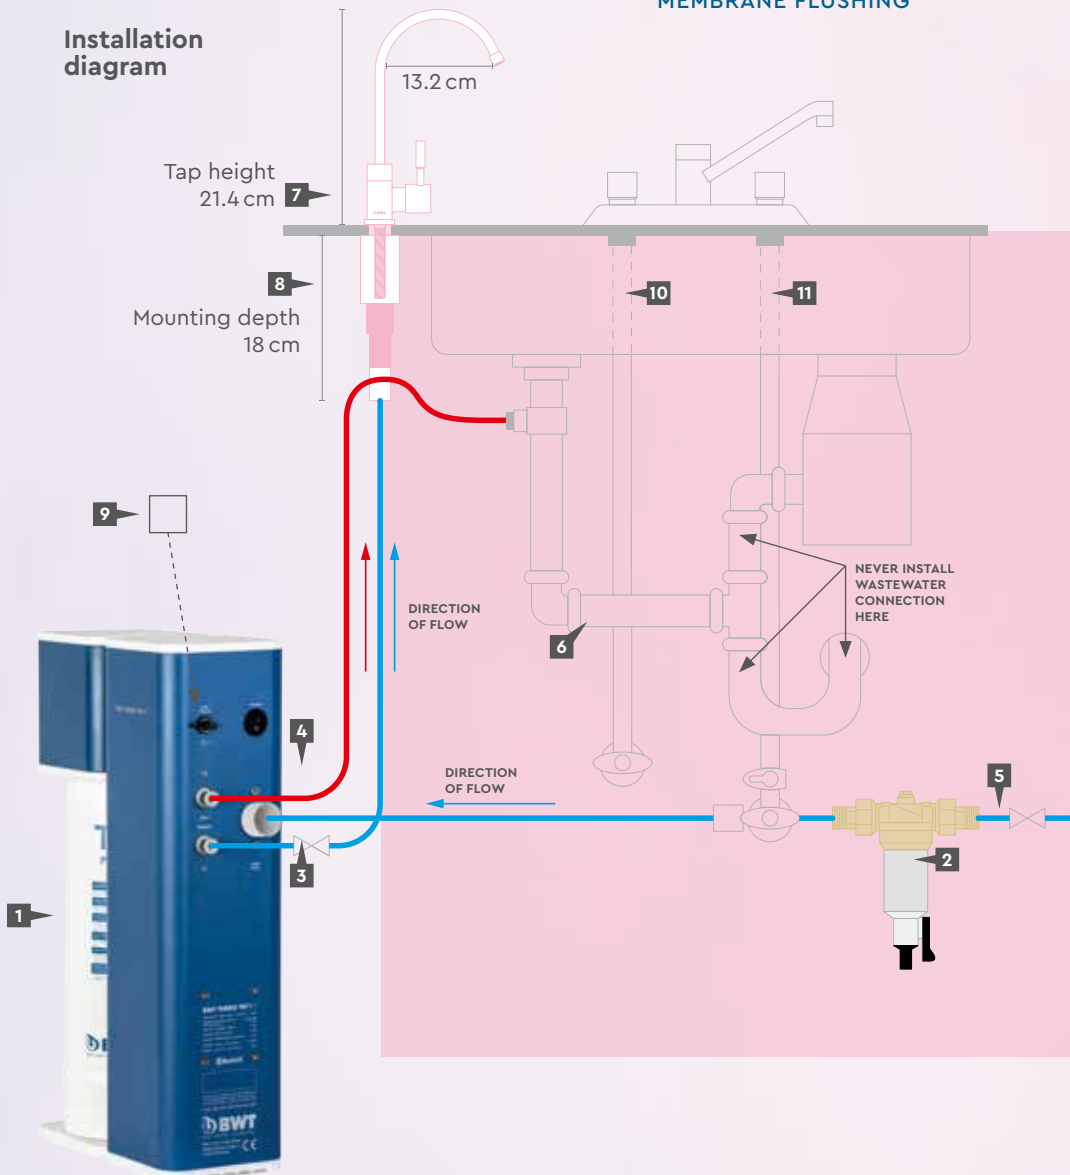 MEMBRANE FLUSHING
Installation
diagram
13.2 cm
Tap height
21.4 cm
7
8
Mounting depth
18 cm
10
11
9
DIRECTION
OF FLOW
NEVER INSTALL
WASTEWATER
CONNECTION
HERE
6
4
DIRECTION
OF FLOW
5
3
2
1
BWT
CE